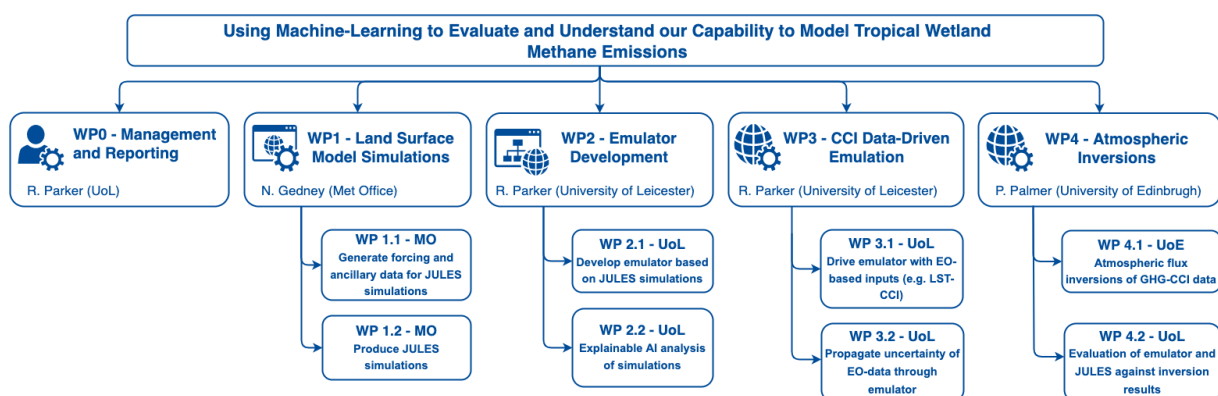 Using Machine-Learning to Evaluate and Understand our Capability to Model Tropical Wetland
Methane Emissions
WP0 - Management
and Reporting
R. Parker (UoL)
WP1 - Land Surface
Model Simulations
N. Gedney (Met Office)
WP2 - Emulator
Development
R. Parker (University of Leicester)
WP3 - CCI Data-Driven
Emulation
R. Parker (University of Leicester)
WP4 - Atmospheric
Inversions
P. Palmer (University of Edinbrugh)
WP 1.1 - MO
Generate forcing and
ancillary data for JULES
simulations
WP 1.2 - MO
Produce JULES
simulations
WP 2.1 - UoL
Develop emulator based
on JULES simulations
WP 2.2 - UoL
Explainable AI analysis
of simulations
WP 3.1 - UoL
Drive emulator with EO-
based inputs (e.g. LST-
CCI)
WP 3.2 - UoL
Propagate uncertainty of
EO-data through
emulator
WP 4.1 - UoE
Atmospheric flux
inversions of GHG-CCI data
WP 4.2 - UoL
Evaluation of emulator and
JULES against inversion
results